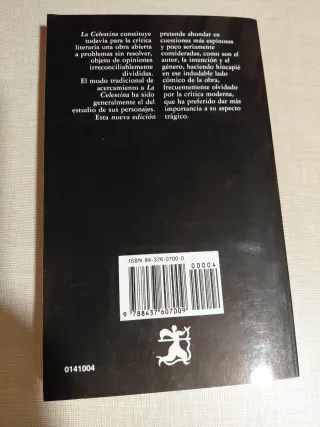 La Celestina constituye
todavía para la crítica
literaria una obra abierta
a problemas sin resolver,
objeto de opiniones
irreconciliablemente
divididas.
El modo tradicional de
acercamiento a La
Celestina ha sido
generalmente el del
estudio de sus personajes.
Esta nueva edición
pretende ahondar en
cuestiones más espinosas
y poco seriamente
consideradas, como son el
autor, la intención y el
género, haciendo hincapié
en ese indudable lado
cómico de la obra,
frecuentemente olvidado
por la crítica moderna,
que ha preferido dar más
importancia a su aspecto
trágico.
ISBN 84-376-0700-0
00004
9 788437 607009
0141004